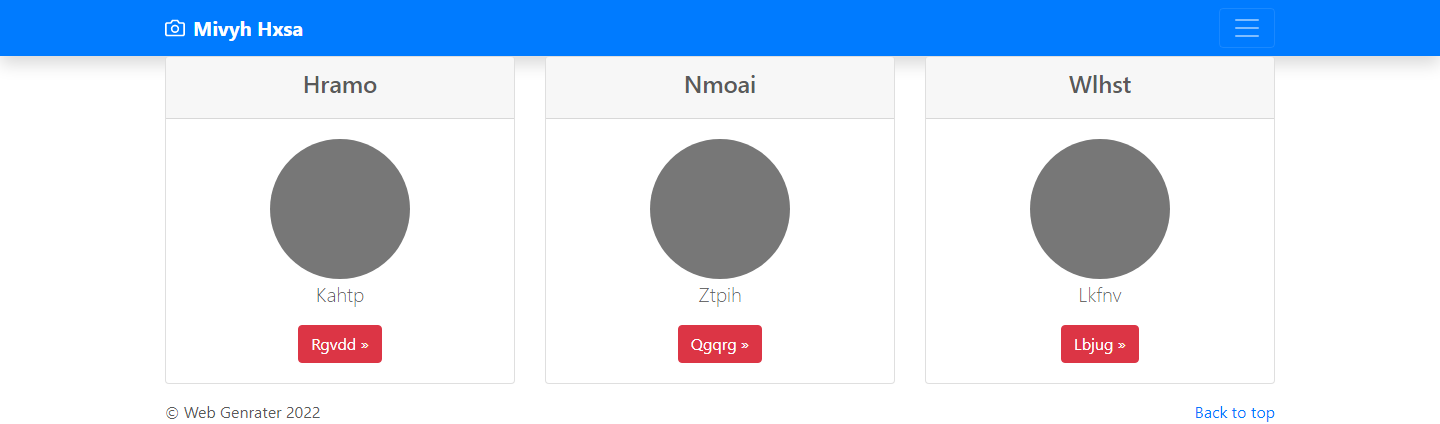 Mivyh Hxsa
Hramo
Kahtp
Rgvdd »
Nmoai
Ztpih
Qgqrg »
Wlhst
Lkfnv
Lbjug »
© Web Genrater 2022
Back to top